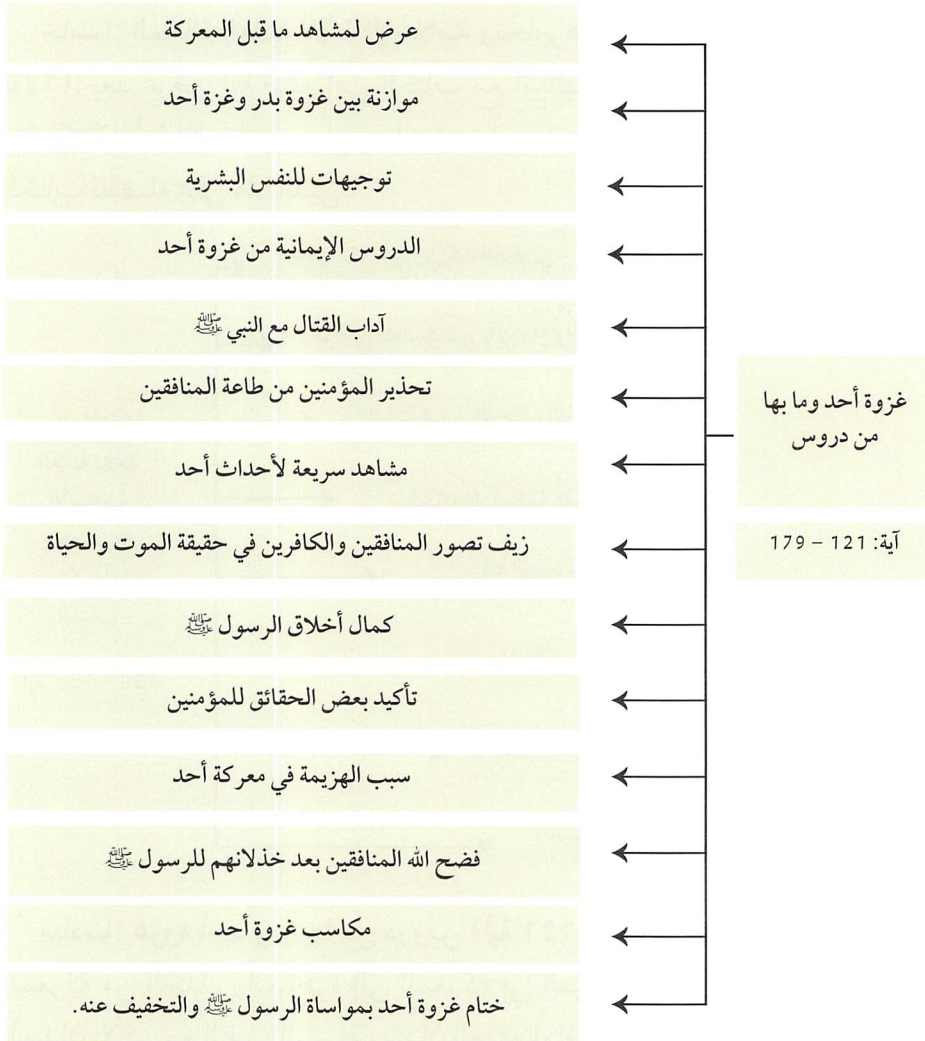 غزوة أحد وما بها
من دروس
آية: 121 – 179
عرض لمشاهد ما قبل المعركة
موازنة بين غزوة بدر وغزة أحد
توجيهات للنفس البشرية
الدروس الإيمانية من غزوة أحد
آداب القتال مع النبي ﷺ
تحذير المؤمنين من طاعة المنافقين
مشاهد سريعة لأحداث أحد
زيف تصور المنافقين والكافرين في حقيقة الموت والحياة
كمال أخلاق الرسول ﷺ
تأكيد بعض الحقائق للمؤمنين
سبب الهزيمة في معركة أحد
فضح الله المنافقين بعد خذلانهم للرسول ﷺ
مكاسب غزوة أحد
ختام غزوة أحد بمواساة الرسول ﷺ والتخفيف عنه.